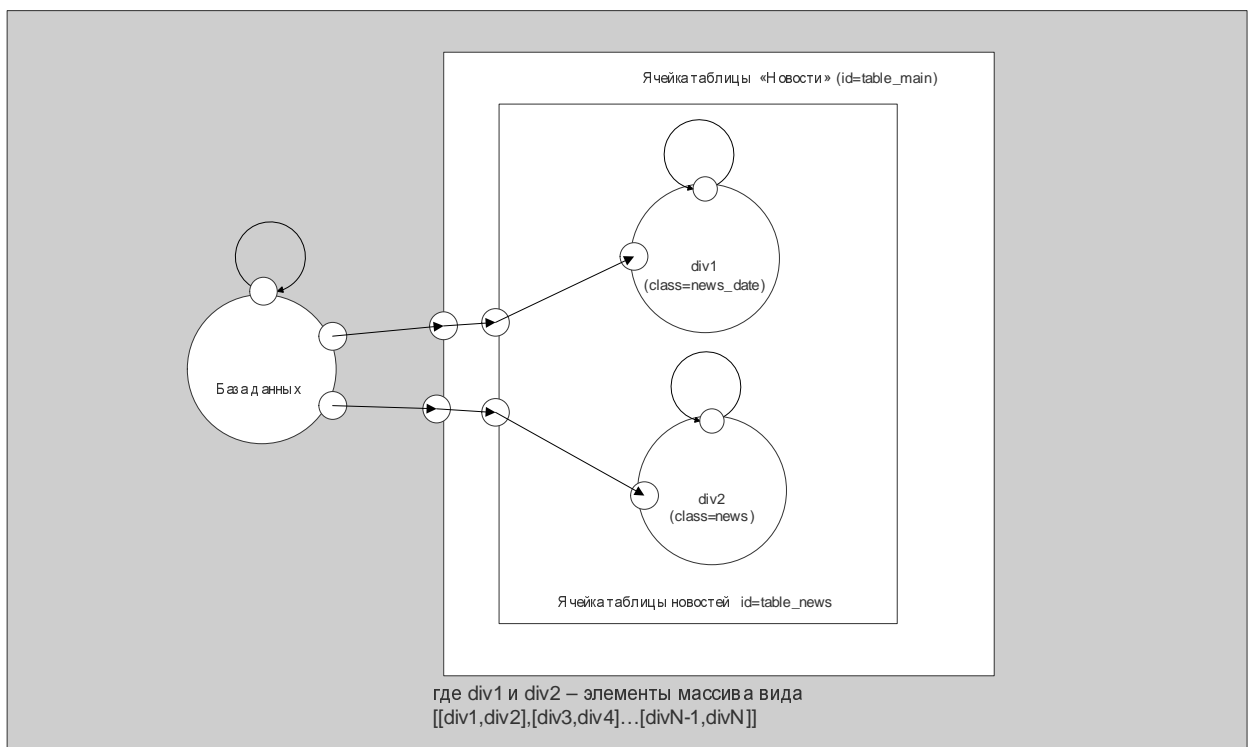 Ячейка таблицы «Новости» (id=table_main)
div1
(class=news_date)
База данных
div2
(class=news)
Ячейка таблицы новостей id=table_news
где div1 и div2 – элементы массива вида
[[div1,div2],[div3,div4]…[divN-1,divN]]